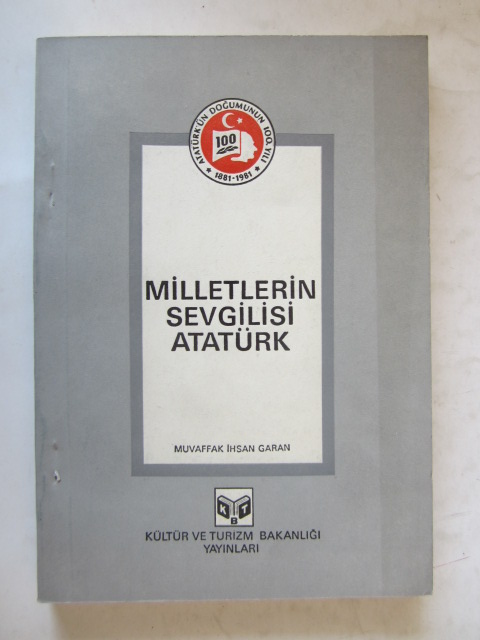 ATATÜRK'ÜN DOĞUMUNUN 100. YILI
100
* 1881-1981 *
MİLLETLERİN
SEVGİLİSİ
ATATÜRK
MUVAFFAK İHSAN GARAN
KBT
KÜLTÜR VE TURİZM BAKANLIĞI
YAYINLARI